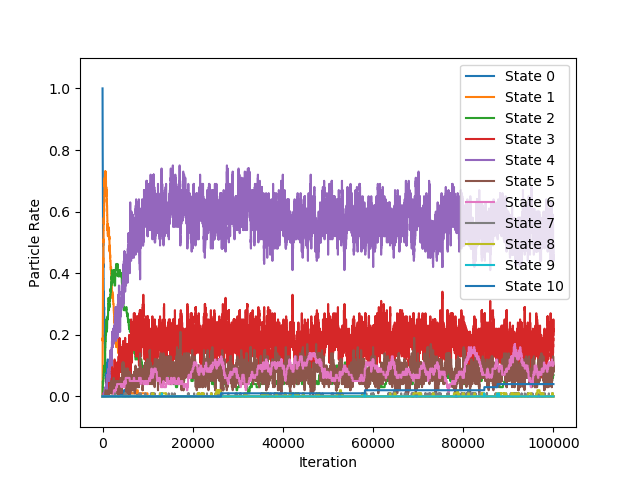 1.0
0.8
0.6
0.4
0.2
0.0
Particle Rate
State 0
State 1
State 2
State 3
State 4
State 5
State 6
State 7
State 8
State 9
State 10
0 20000 40000 60000 80000 100000
Iteration